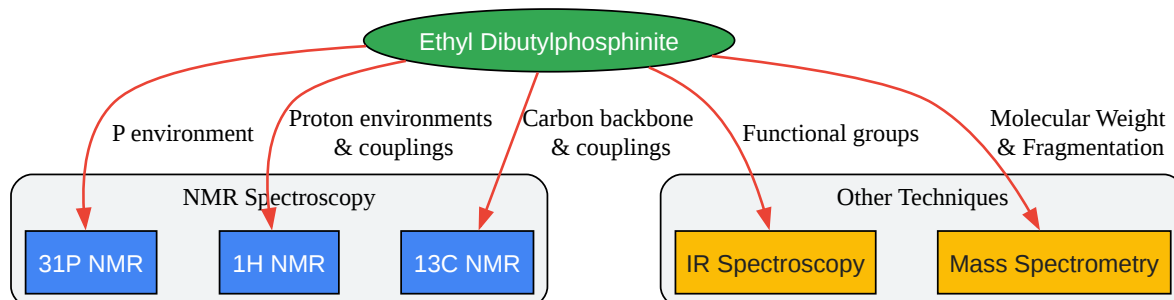 Ethyl Dibutylphosphinite
P environment
Proton environments
& couplings
Carbon backbone
& couplings
Functional groups
Molecular Weight
& Fragmentation
NMR Spectroscopy
Other Techniques
31P NMR
1H NMR
13C NMR
IR Spectroscopy
Mass Spectrometry